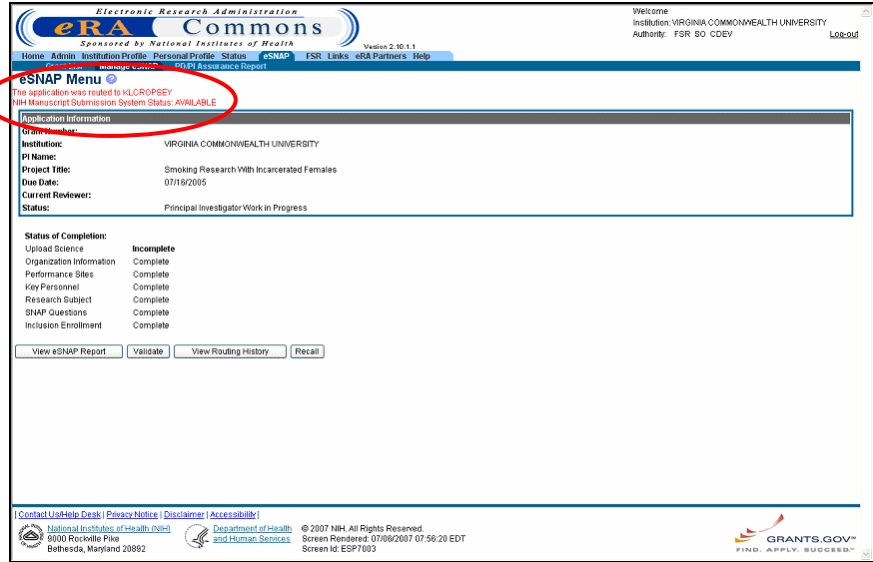 Electronic Research Administration
eRA Commons
Sponsored by National Institutes of Health
Version 2.10.1.1
Welcome
Institution: VIRGINIA COMMONWEALTH UNIVERSITY
Authority: FSR SO CDEV
Log-out
Home Admin Institution Profile Personal Profile Status eSNAP FSR Links eRA Partners Help
Grant List Manage eSNAP PD/PI Assurance Report
eSNAP Menu ?
The application was routed to KLCROPSEY
NIH Manuscript Submission System Status: AVAILABLE
Application Information
Grant Number:
Institution: VIRGINIA COMMONWEALTH UNIVERSITY
PI Name:
Project Title: Smoking Research With Incarcerated Females
Due Date: 07/16/2005
Current Reviewer:
Status: Principal Investigator Work in Progress
Status of Completion:
Upload Science Incomplete
Organization Information Complete
Performance Sites Complete
Key Personnel Complete
Research Subject Complete
SNAP Questions Complete
Inclusion Enrollment Complete
View eSNAP Report Validate View Routing History Recall
[ Contact Us/Help Desk | Privacy Notice | Disclaimer | Accessibility ]
National Institutes of Health (NIH)
9000 Rockville Pike
Bethesda, Maryland 20892
Department of Health
and Human Services
© 2007 NIH. All Rights Reserved.
Screen Rendered: 07/06/2007 07:56:20 EDT
Screen Id: ESP7003
GRANTS.GOV℠
FIND. APPLY. SUCCEED.℠